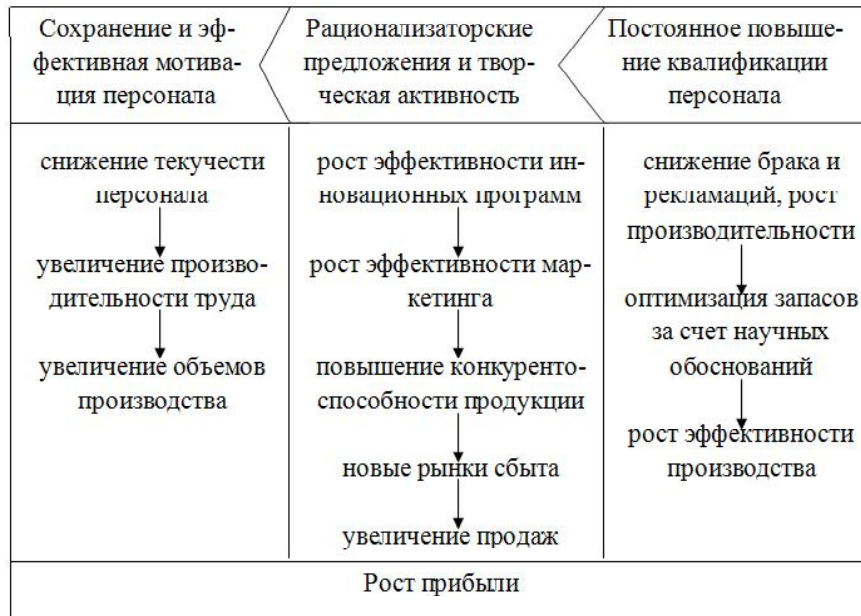 Сохранение и эф-
фективная мотива-
ция персонала
Рационализаторские
предложения и твор-
ческая активность
Постоянное повыше-
ние квалификации
персонала
снижение текучести
персонала
увеличение произво-
дительности труда
увеличение объемов
производства
рост эффективности ин-
новационных программ
рост эффективности мар-
кетинга
повышение конкуренто-
способности продукции
новые рынки сбыта
увеличение продаж
снижение брака и
рекламаций, рост
производительности
оптимизация запасов
за счет научных
обоснований
рост эффективности
производства
Рост прибыли